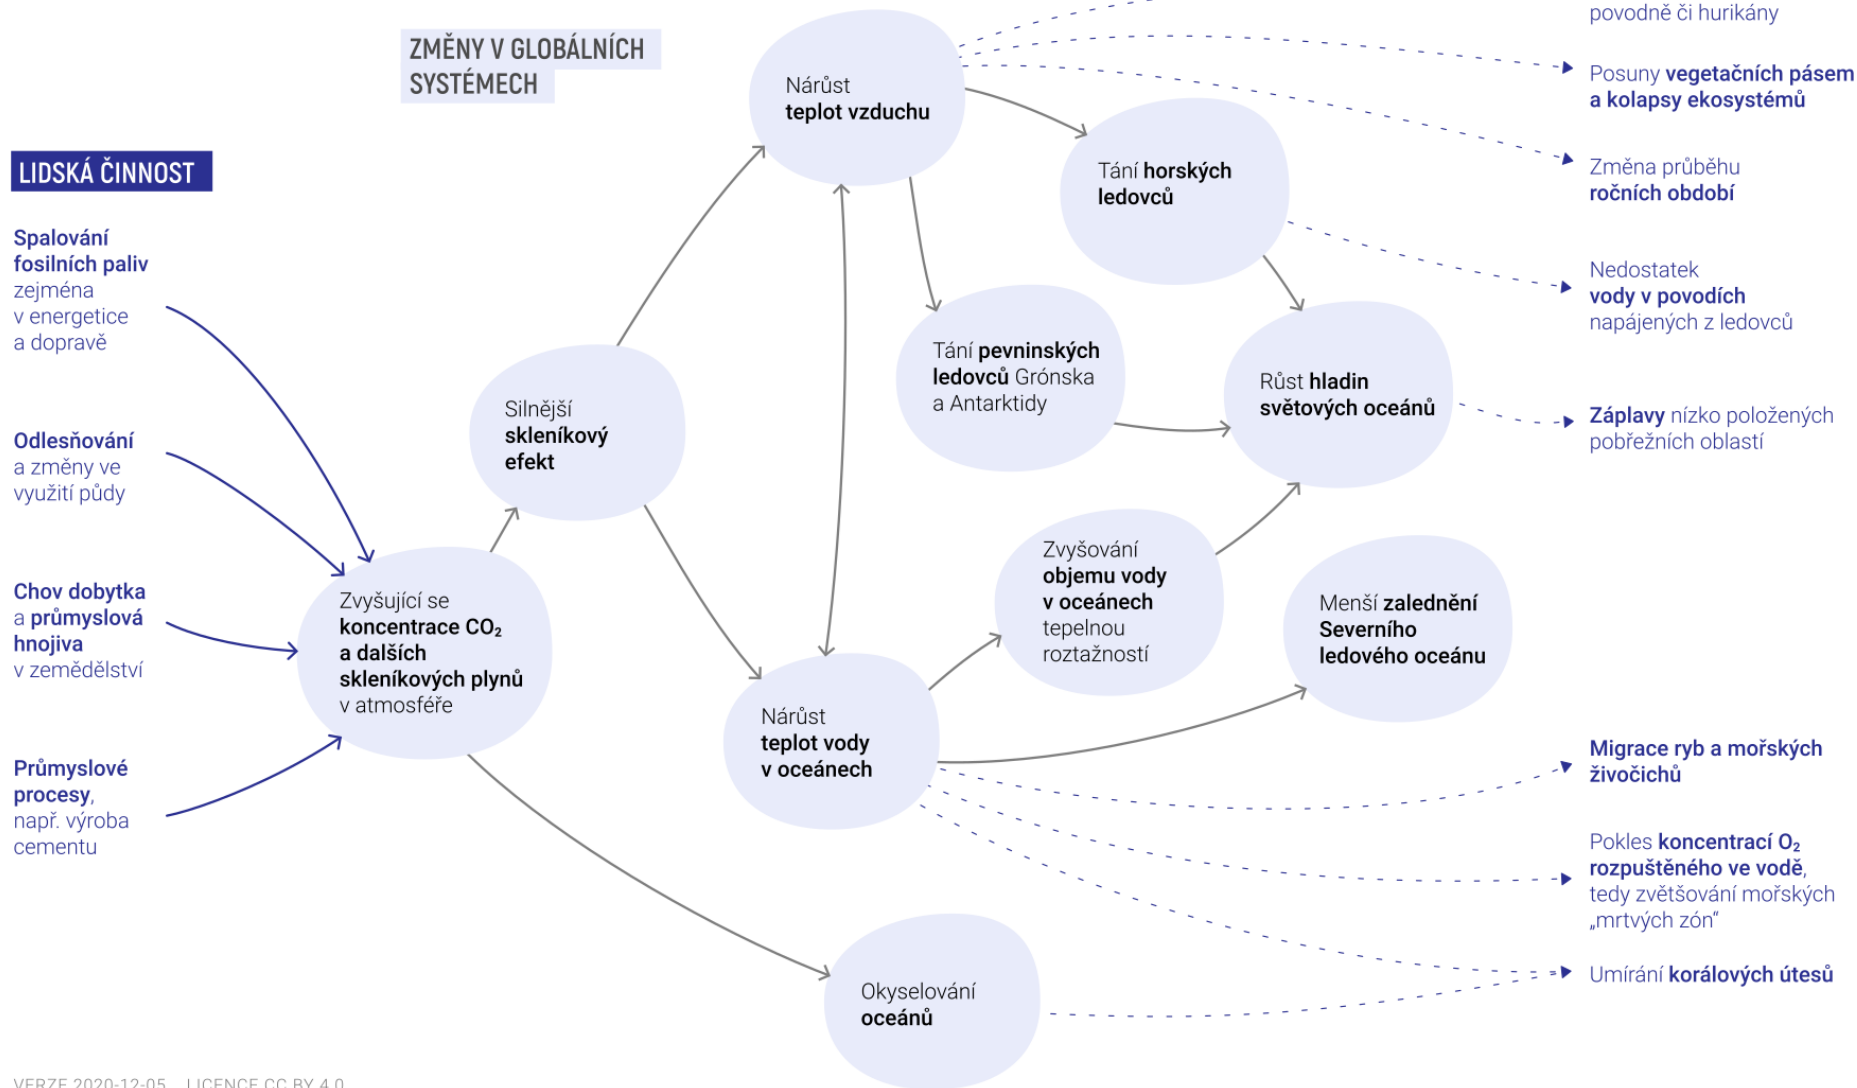 ZMĚNY V GLOBÁLNÍCH
SYSTÉMECH
LIDSKÁ ČINNOST
Spalování
fosilních paliv
zejména
v energetice
a dopravě
Odlesňování
a změny ve
využití půdy
Chov dobytka
a průmyslová
hnojiva
v zemědělství
Průmyslové
procesy,
např. výroba
cementu
Zvyšující se
koncentrace CO₂
a dalších
skleníkových plynů
v atmosféře
Silnější
skleníkový
efekt
Nárůst
teplot vzduchu
Tání horských
ledovců
Tání pevninských
ledovců Grónska
a Antarktidy
Růst hladin
světových oceánů
Zvyšování
objemu vody
v oceánech
tepelnou
roztažností
Menší zalednění
Severního
ledového oceánu
Nárůst
teplot vody
v oceánech
Okyselování
oceánů
povodně či hurikány
Posuny vegetačních pásem
a kolapsy ekosystémů
Změna průběhu
ročních období
Nedostatek
vody v povodích
napájených z ledovců
Záplavy nízko položených
pobřežních oblastí
Migrace ryb a mořských
živočichů
Pokles koncentrací O₂
rozpuštěného ve vodě,
tedy zvětšování mořských
„mrtvých zón“
Umírání korálových útesů
VERZE 2020-12-05 LICENCE CC BY 4.0